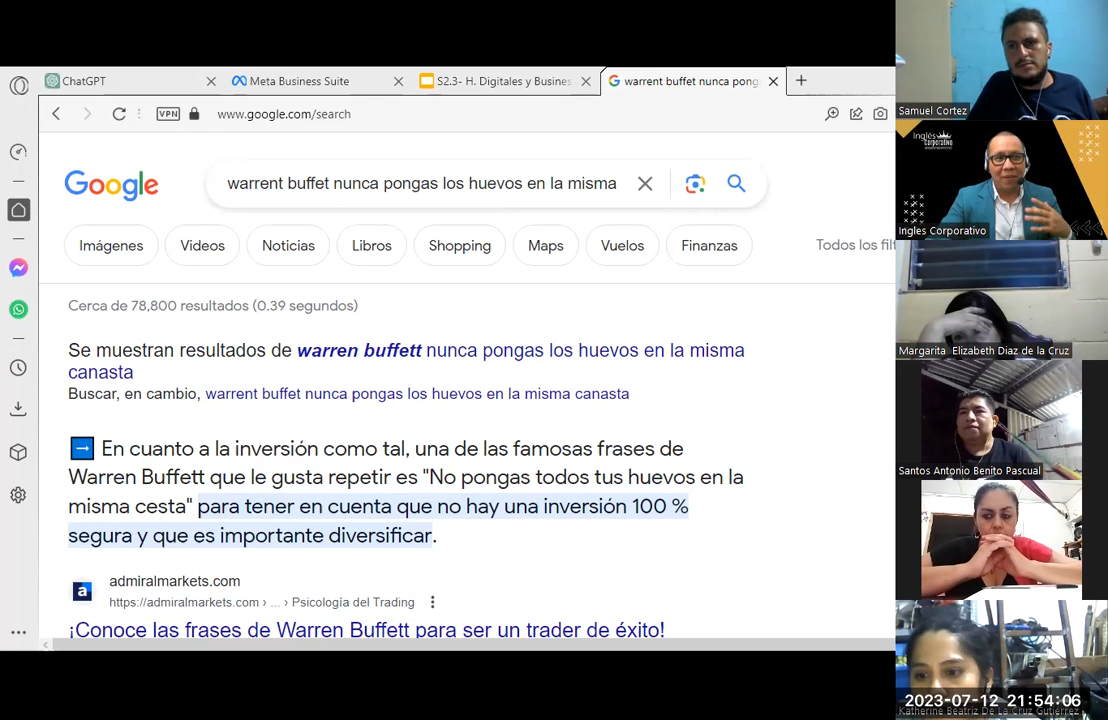 ChatGPT
Meta Business Suite
S2.3- H. Digitales y Busines
warrent buffet nunca pong
VPN
www.google.com/search
Google
warrent buffet nunca pongas los huevos en la misma
Imágenes
Videos
Noticias
Libros
Shopping
Maps
Vuelos
Finanzas
Todos los filt
Cerca de 78,800 resultados (0.39 segundos)
Se muestran resultados de warren buffett nunca pongas los huevos en la misma
canasta
Buscar, en cambio, warrent buffet nunca pongas los huevos en la misma canasta
En cuanto a la inversión como tal, una de las famosas frases de
Warren Buffett que le gusta repetir es "No pongas todos tus huevos en la
misma cesta" para tener en cuenta que no hay una inversión 100 %
segura y que es importante diversificar.
a
admiralmarkets.com
https://admiralmarkets.com › ... › Psicología del Trading
¡Conoce las frases de Warren Buffett para ser un trader de éxito!
Samuel Cortez
Inglés
Corporativo
Ingles Corporativo
Margarita Elizabeth Diaz de la Cruz
Santos Antonio Benito Pascual
2023-07-12 21:54:06
Katherine Beatriz De La Cruz Gutiérrez